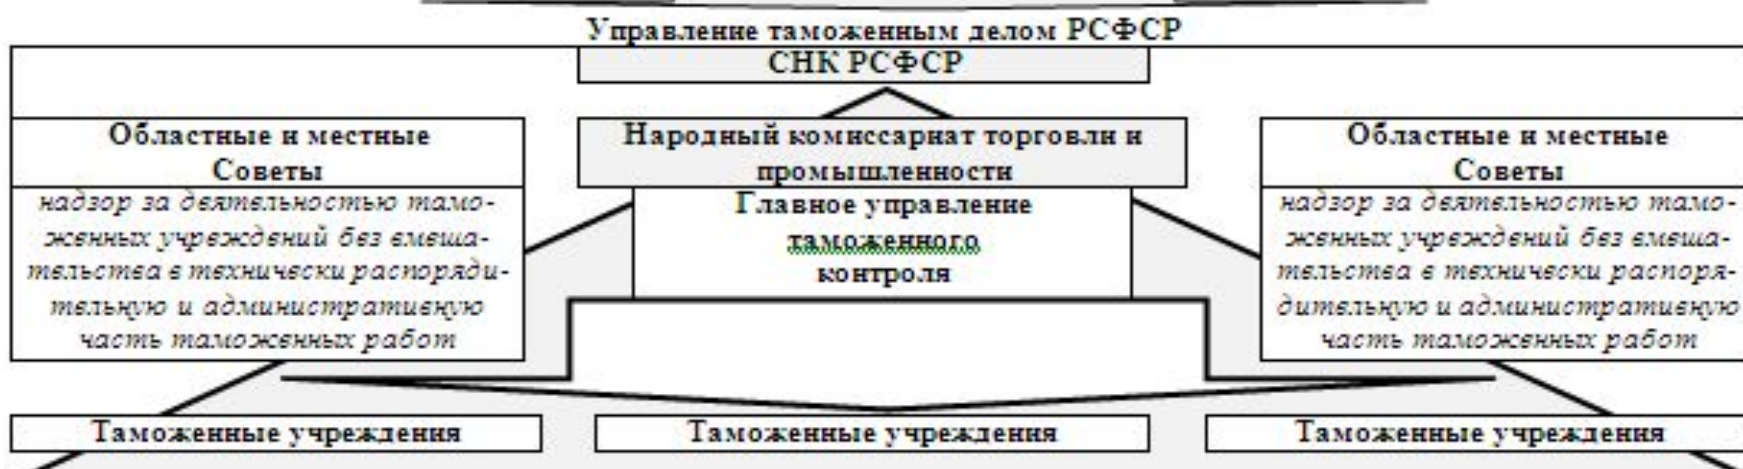 Управление таможенным делом РСФСР
СНК РСФСР
Областные и местные
Советы
надзор за деятельностью тамо-
женных учреждений без вмеша-
тельства в технически распоряди-
тельную и административную
часть таможенных работ
Народный комиссариат торговли и
промышленности
Главное управление
таможенного
контроля
Областные и местные
Советы
надзор за деятельностью тамо-
женных учреждений без вмеша-
тельства в технически распоря-
дительную и административную
часть таможенных работ
Таможенные учреждения
Таможенные учреждения
Таможенные учреждения